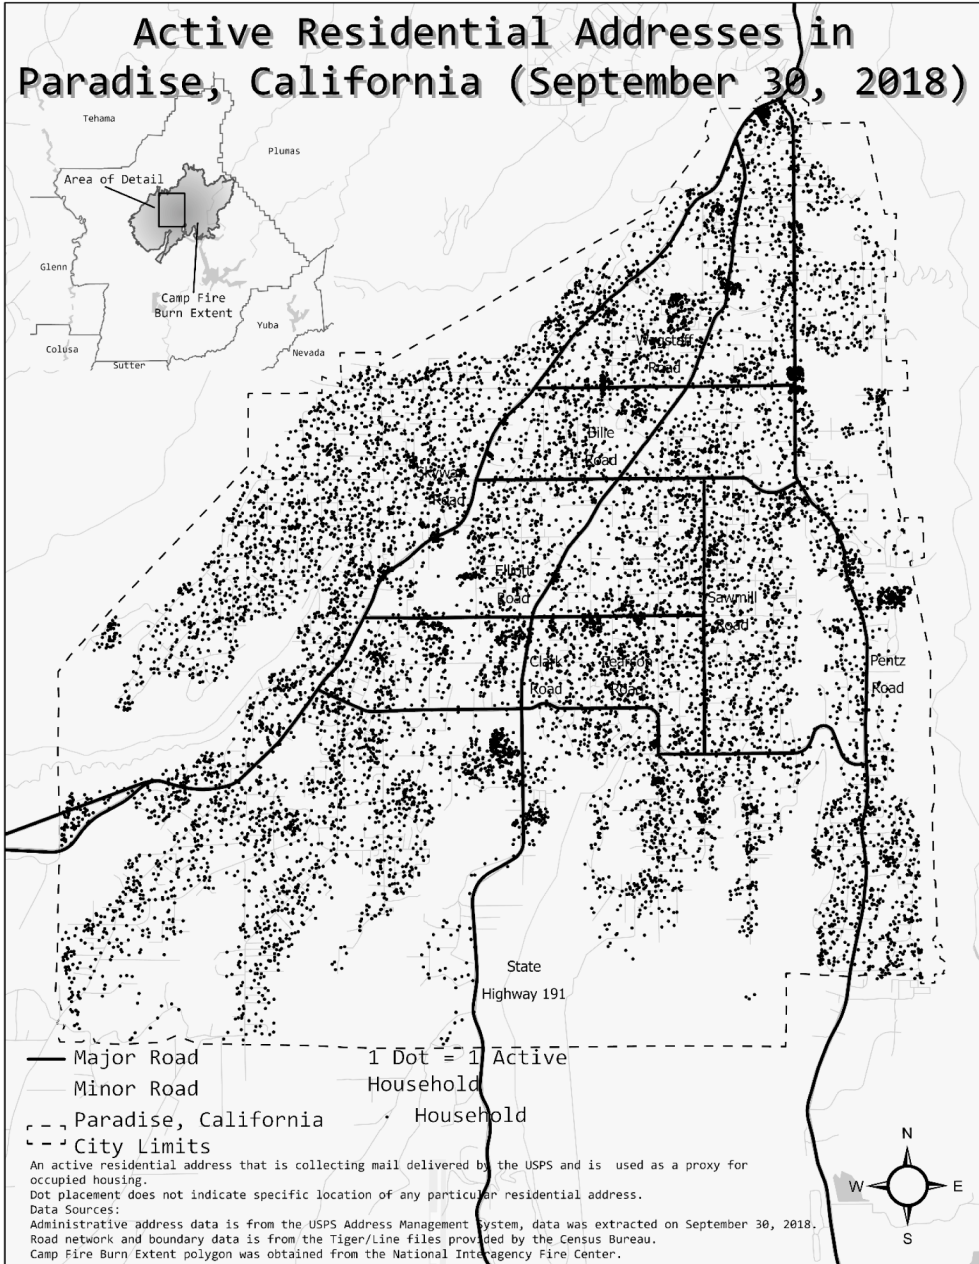 Active Residential Addresses in
Paradise, California (September 30, 2018)
Tehama
Plumas
Area of Detail
Glenn
Camp Fire
Burn Extent
Yuba
Colusa
Nevada
Sutter
Wagstaff
Road
Bille
Road
Skyway
Road
Elliott
Road
Sawmill
Road
Clark
Road
Pearson
Road
Pentz
Road
State
Highway 191
Major Road
Minor Road
Paradise, California
City Limits
1 Dot = 1 Active
Household
Household
An active residential address that is collecting mail delivered by the USPS and is used as a proxy for
occupied housing.
Dot placement does not indicate specific location of any particular residential address.
Data Sources:
Administrative address data is from the USPS Address Management System, data was extracted on September 30, 2018.
Road network and boundary data is from the Tiger/Line files provided by the Census Bureau.
Camp Fire Burn Extent polygon was obtained from the National Interagency Fire Center.
N
W
E
S